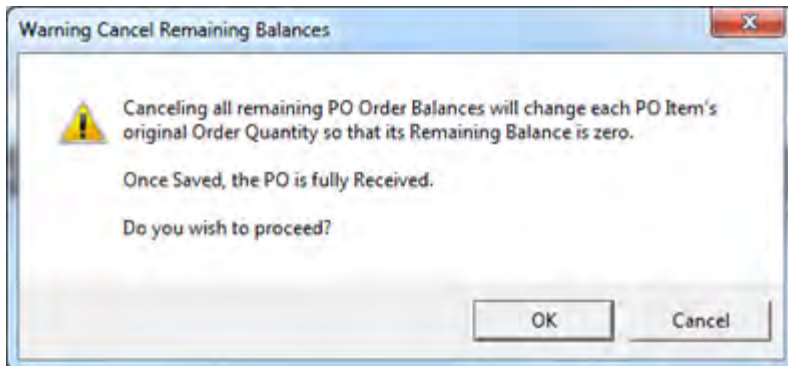 Warning Cancel Remaining Balances
Canceling all remaining PO Order Balances will change each PO Item's
original Order Quantity so that its Remaining Balance is zero.
Once Saved, the PO is fully Received.
Do you wish to proceed?
OK
Cancel